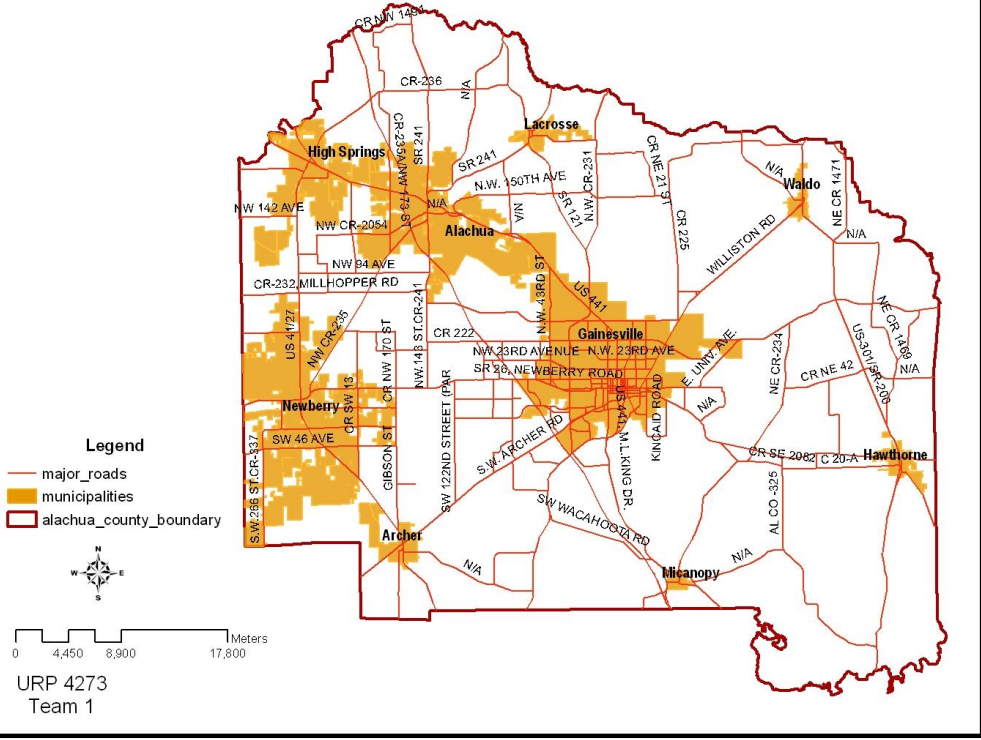 CR NW 1491
CR-236
N/A
Lacrosse
CR-235A/NW 173 ST
SR 241
High Springs
SR 241
N.W. 150TH AVE
N.W. CR-231
CR NE 21 ST
N/A
Waldo
NE CR 1471
NW 142 AVE
N/A
N/A
SR 121
NW CR-2054
Alachua
CR 225
WILLISTON RD
N/A
NW 94 AVE
CR-232,MILLHOPPER RD
N.W. 43RD ST
US 441
US 41/27
NW CR-235
CR NW 170 ST
NW.143 ST.CR-241
CR 222
Gainesville
NW 23RD AVENUE
N.W. 23RD AVE
E. UNIV. AVE.
NE CR-234
US-301/SR-200
NE CR 1469
SR 26, NEWBERRY ROAD
CR NE 42
N/A
Newberry
CR SW 13
SW 122ND STREET (PAR
US 441, M.L.KING DR.
KINCAID ROAD
N/A
SW 46 AVE
GIBSON ST
S.W. ARCHER RD
S.W.266 ST.CR-337
CR SE 2082
C 20-A
Hawthorne
AL CO -325
SW WACAHOOTA RD
Archer
N/A
Micanopy
N/A
Legend
major_roads
municipalities
alachua_county_boundary
N
W E
S
Meters
0 4,450 8,900 17,800
URP 4273
Team 1